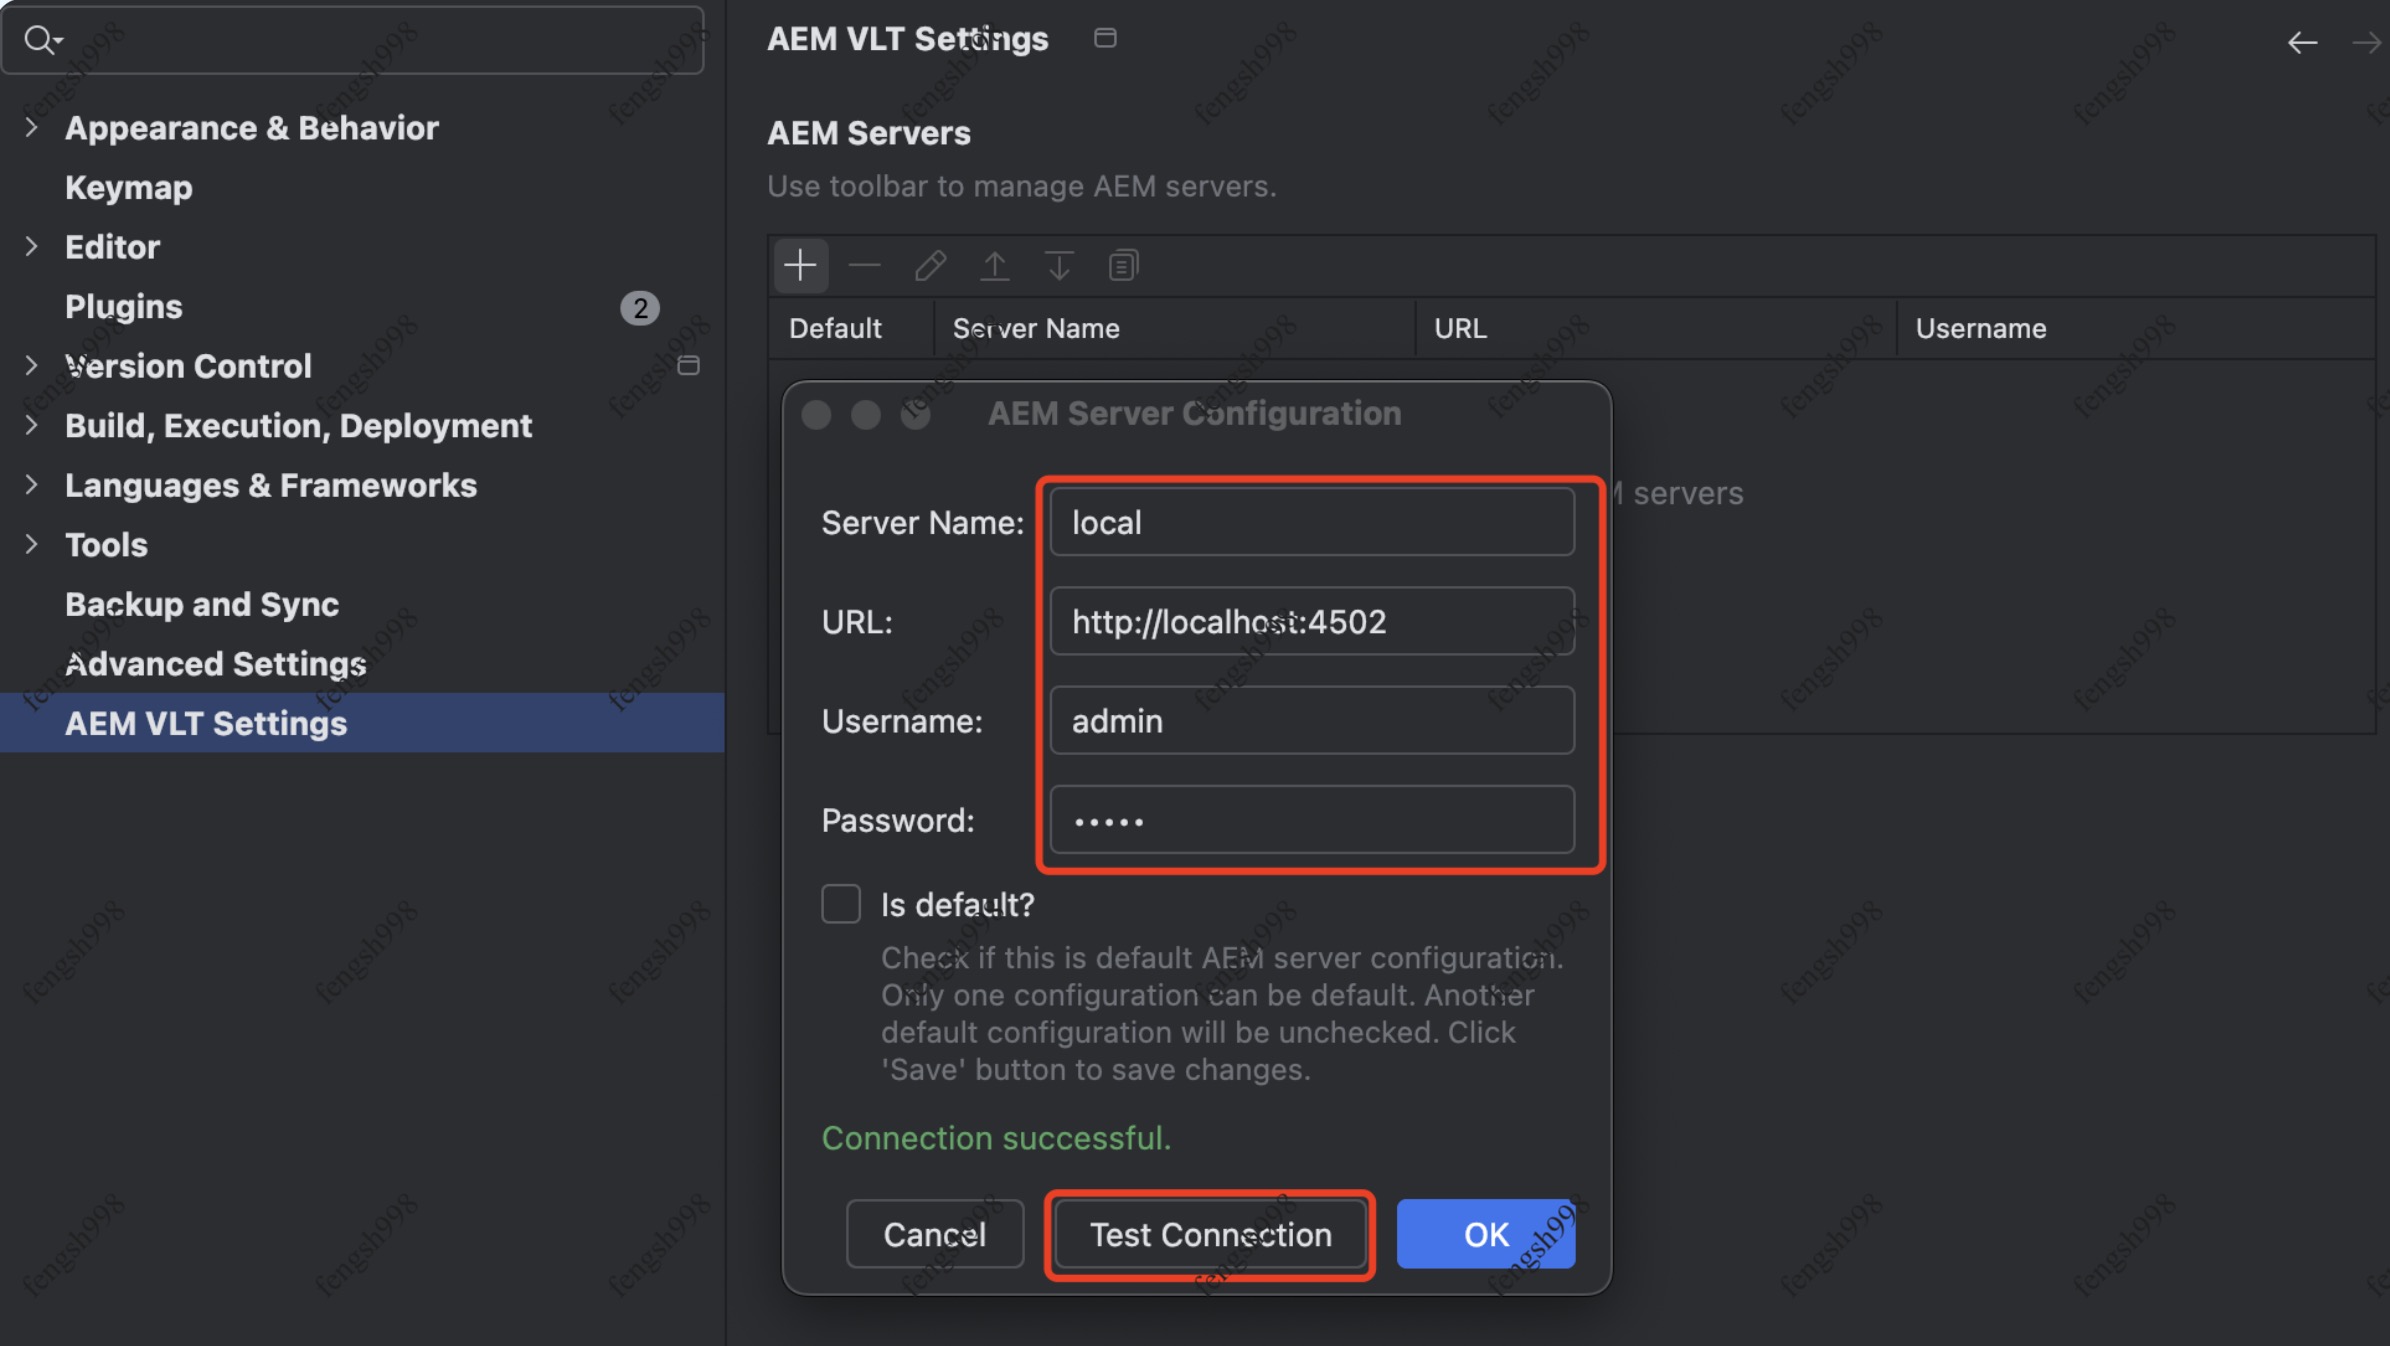 Appearance & Behavior
Keymap
Editor
Plugins
2
Version Control
Build, Execution, Deployment
Languages & Frameworks
Tools
Backup and Sync
Advanced Settings
AEM VLT Settings
AEM VLT Settings
AEM Servers
Use toolbar to manage AEM servers.
Default
Server Name
URL
Username
servers
AEM Server Configuration
Server Name:
local
URL:
http://localhost:4502
Username:
admin
Password:
•••••
Is default?
Check if this is default AEM server configuration.
Only one configuration can be default. Another
default configuration will be unchecked. Click
'Save' button to save changes.
Connection successful.
Cancel
Test Connection
OK
fengsh998